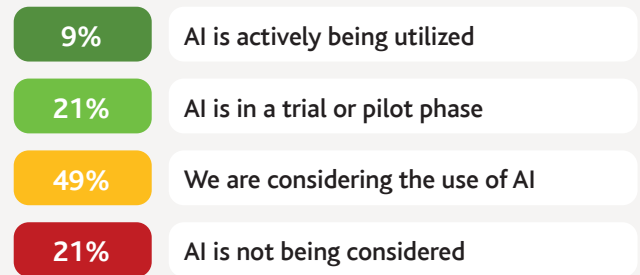 9% AI is actively being utilized
21% AI is in a trial or pilot phase
49% We are considering the use of AI
21% AI is not being considered